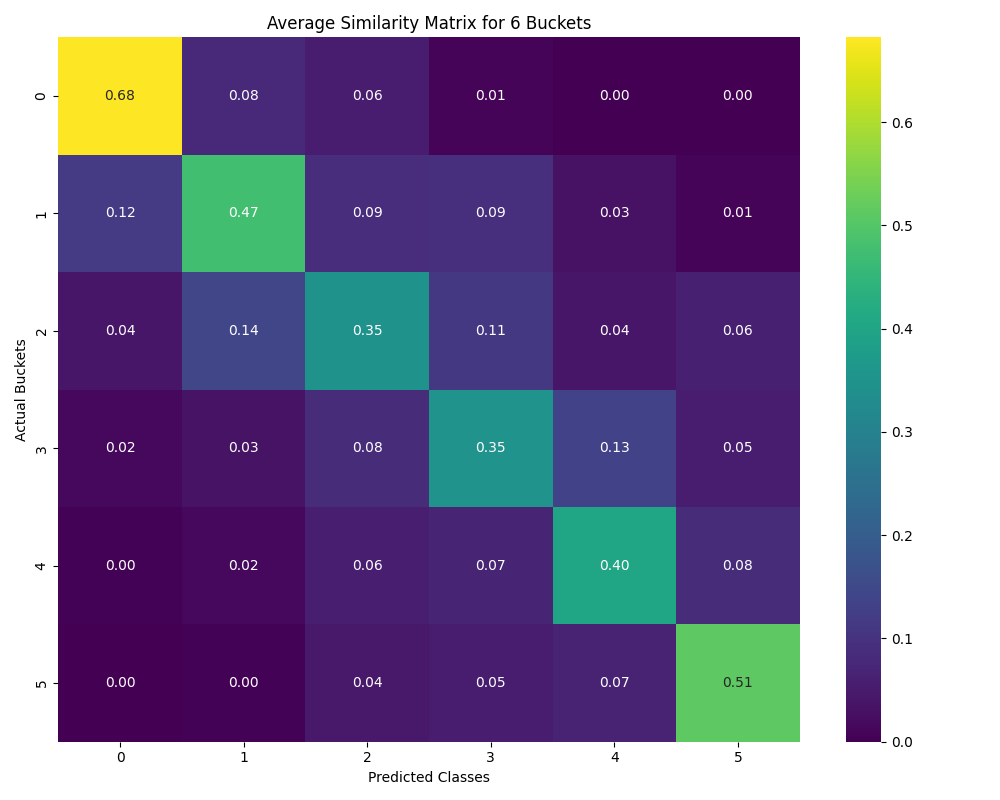 Average Similarity Matrix for 6 Buckets
0 0.68 0.08 0.06 0.01 0.00 0.00
1 0.12 0.47 0.09 0.09 0.03 0.01
2 0.04 0.14 0.35 0.11 0.04 0.06
3 0.02 0.03 0.08 0.35 0.13 0.05
4 0.00 0.02 0.06 0.07 0.40 0.08
5 0.00 0.00 0.04 0.05 0.07 0.51
0 1 2 3 4 5
Actual Buckets
Predicted Classes
0.6
0.5
0.4
0.3
0.2
0.1
0.0